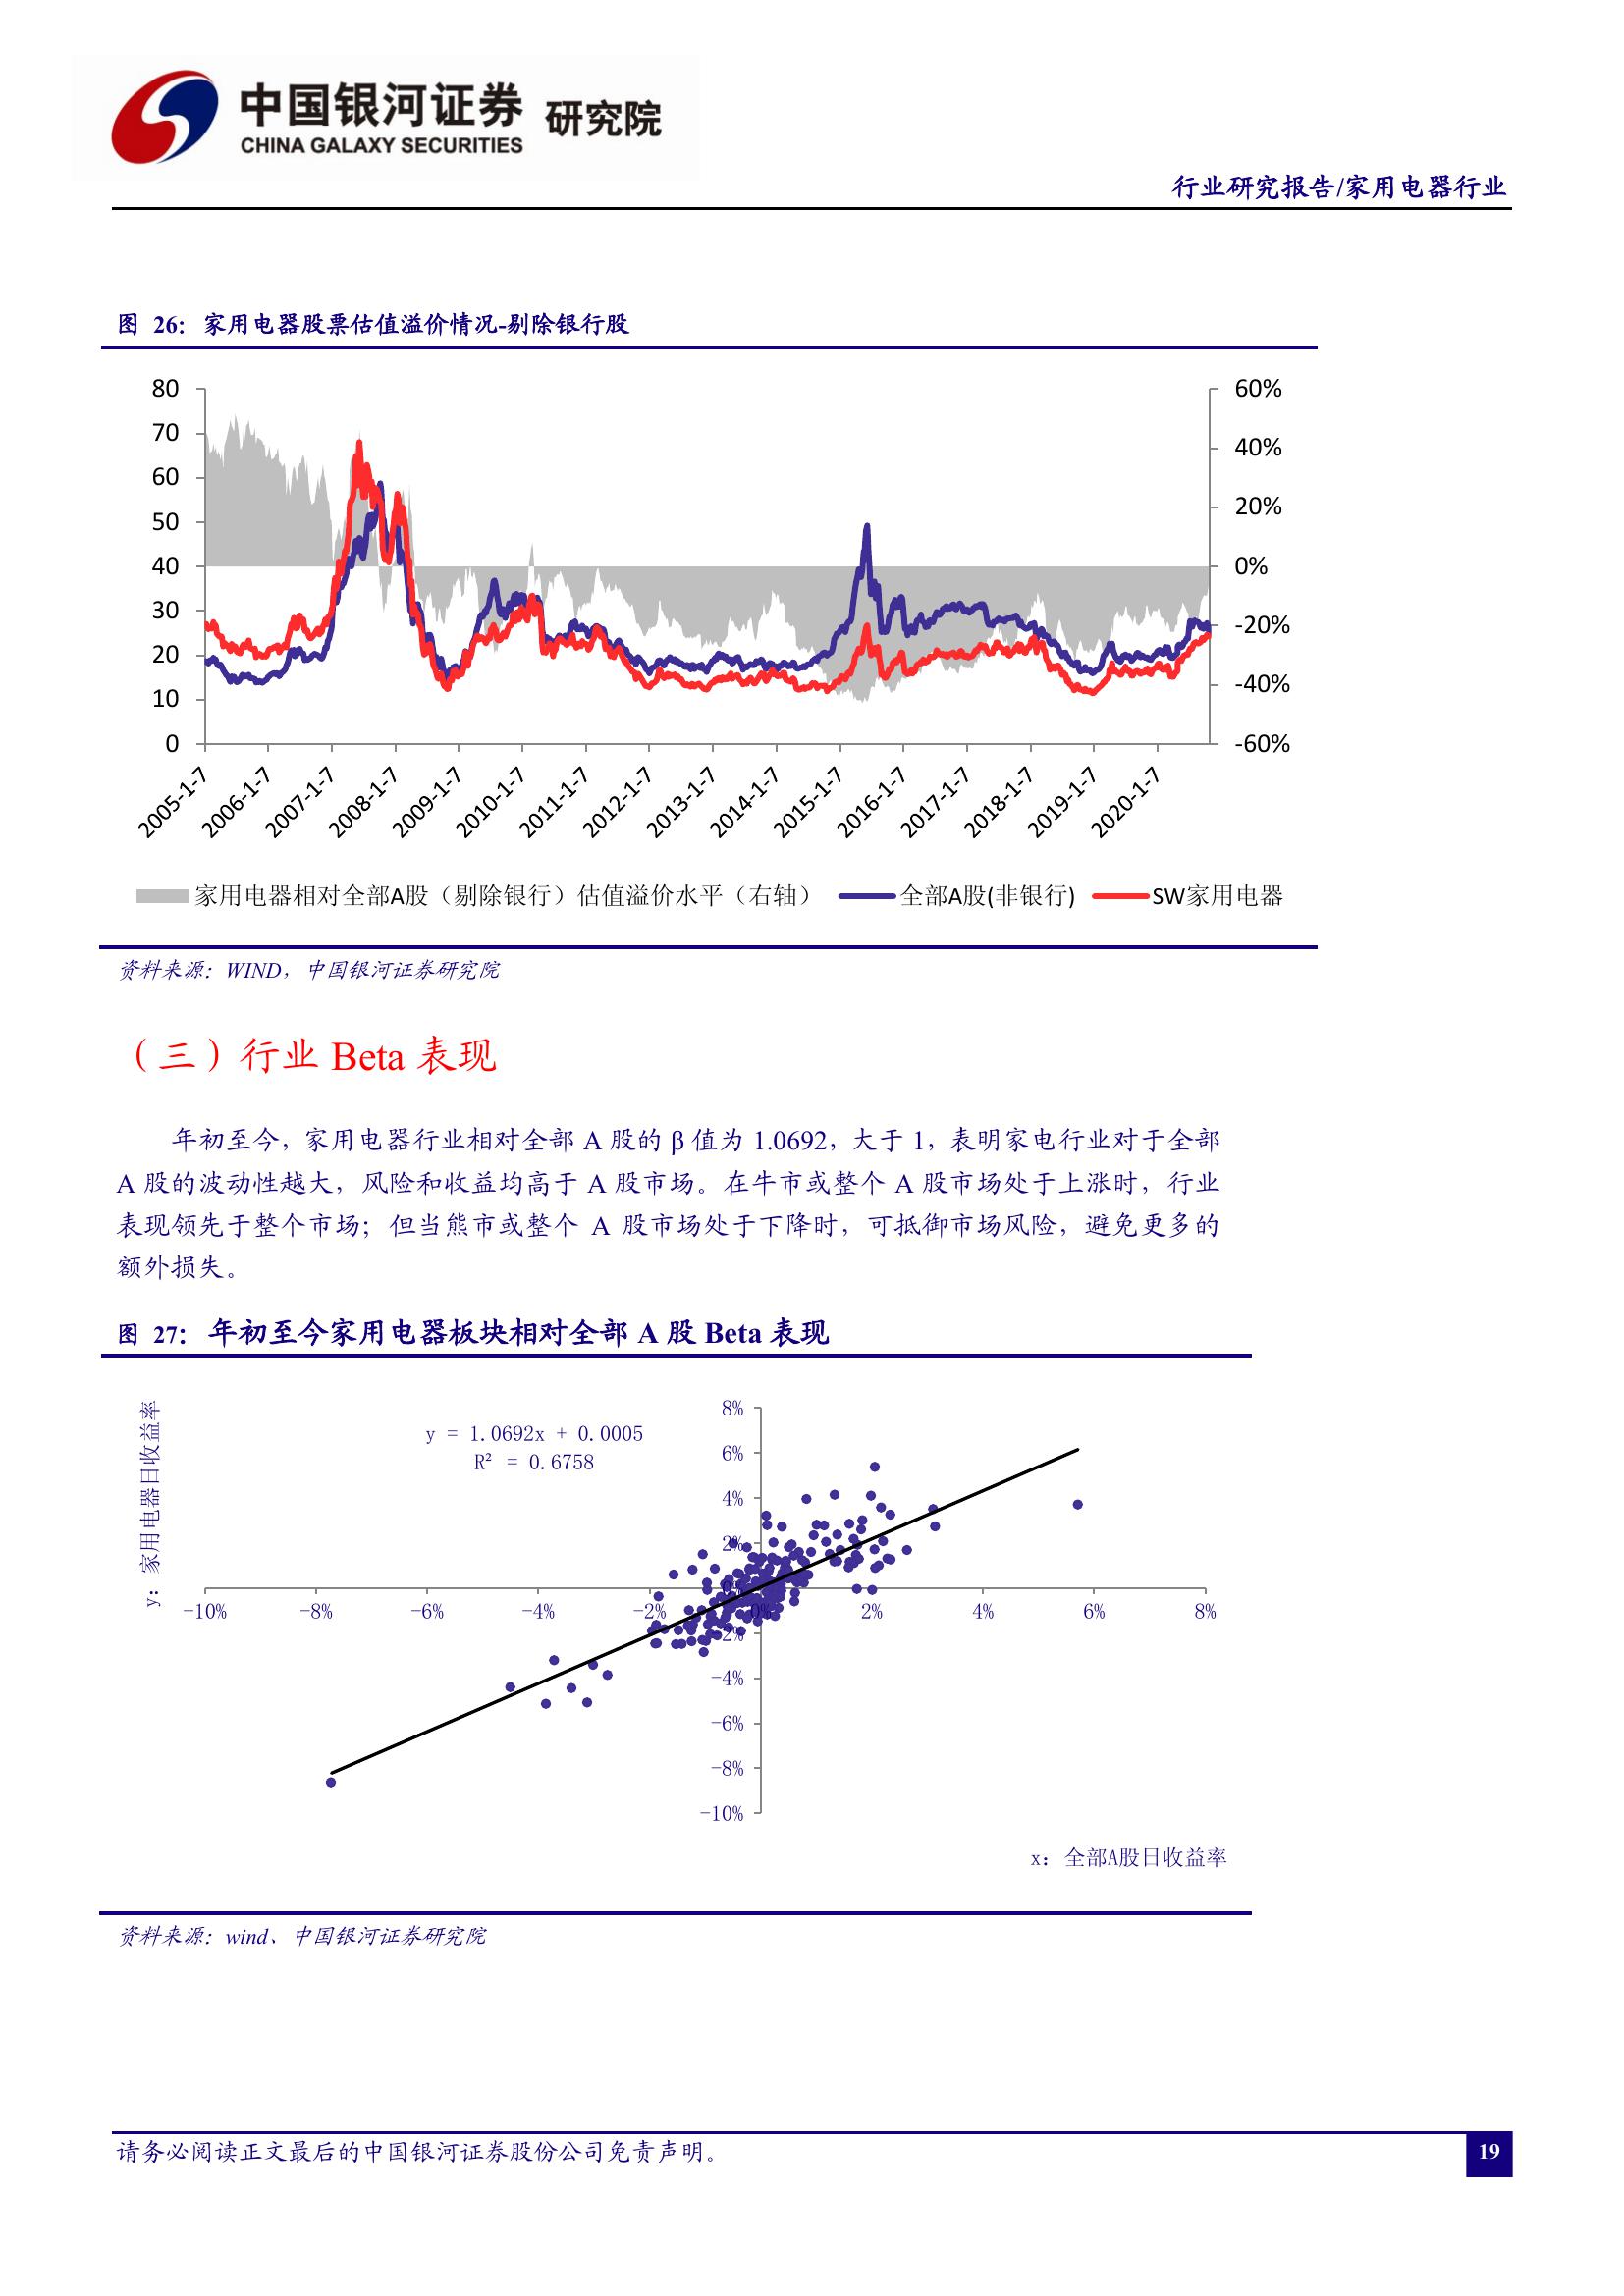 中国银河证券 研究院
CHINA GALAXY SECURITIES
行业研究报告/家用电器行业
图 26：家用电器股票估值溢价情况-剔除银行股
80
70
60
50
40
30
20
10
0
60%
40%
20%
0%
-20%
-40%
-60%
2005-1-7
2006-1-7
2007-1-7
2008-1-7
2009-1-7
2010-1-7
2011-1-7
2012-1-7
2013-1-7
2014-1-7
2015-1-7
2016-1-7
2017-1-7
2018-1-7
2019-1-7
2020-1-7
家用电器相对全部A股（剔除银行）估值溢价水平（右轴） 全部A股(非银行) SW家用电器
资料来源：WIND，中国银河证券研究院
（三）行业 Beta 表现
年初至今，家用电器行业相对全部 A 股的 β 值为 1.0692，大于 1，表明家电行业对于全部
A 股的波动性越大，风险和收益均高于 A 股市场。在牛市或整个 A 股市场处于上涨时，行业
表现领先于整个市场；但当熊市或整个 A 股市场处于下降时，可抵御市场风险，避免更多的
额外损失。
图 27：年初至今家用电器板块相对全部 A 股 Beta 表现
y：家用电器日收益率
y = 1.0692x + 0.0005
R² = 0.6758
8%
6%
4%
2%
0%
-2%
-4%
-6%
-8%
-10%
-10%
-8%
-6%
-4%
-2%
0%
2%
4%
6%
8%
x：全部A股日收益率
资料来源：wind、中国银河证券研究院
请务必阅读正文最后的中国银河证券股份公司免责声明。
19